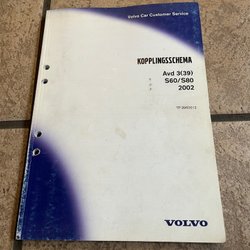 Volvo Car Customer Service
KOPPLINGSSCHEMA
Avd 3(39)
S60/S80
2002
VOLVO